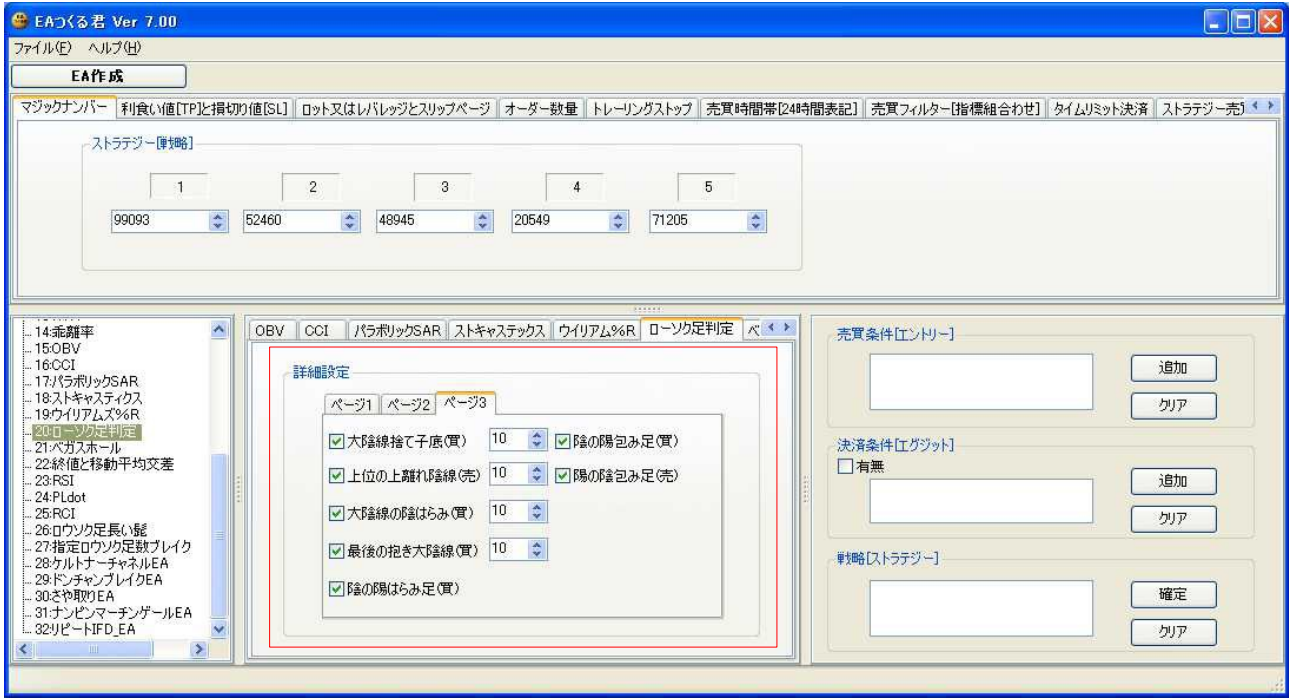 EAつくる君 Ver 7.00
ファイル(F) ヘルプ(H)
EA作成
マジックナンバー 利食い値[TP]と損切り値[SL] ロット又はレバレッジとスリップページ オーダー数量 トレーリングストップ 売買時間帯[24時間表記] 売買フィルター[指標組合わせ] タイムリミット決済 ストラテジー売
ストラテジー[戦略]
1 2 3 4 5
99093 52460 48945 20549 71205
14:乖離率
15:OBV
16:CCI
17:パラボリックSAR
18:ストキャスティクス
19:ウイリアムズ%R
20:ローソク足判定
21:ベガスホール
22:終値と移動平均交差
23:RSI
24:PLdot
25:RCI
26:ロウソク足長い髭
27:指定ロウソク足数ブレイク
28:ケルトナーチャネルEA
29:ドンチャンブレイクEA
30:さや取りEA
31:ナンピンマーチンゲールEA
32:リピートIFD_EA
OBV CCI パラボリックSAR ストキャステックス ウイリアム%R ローソク足判定 ベ
詳細設定
ページ1 ページ2 ページ3
大陰線捨て子底(買) 10 陰の陽包み足(買)
上位の上離れ陰線(売) 10 陽の陰包み足(売)
大陰線の陰はらみ(買) 10
最後の抱き大陰線(買) 10
陰の陽はらみ足(買)
売買条件[エントリー]
追加
クリア
決済条件[エグジット]
有無
追加
クリア
戦略[ストラテジー]
確定
クリア